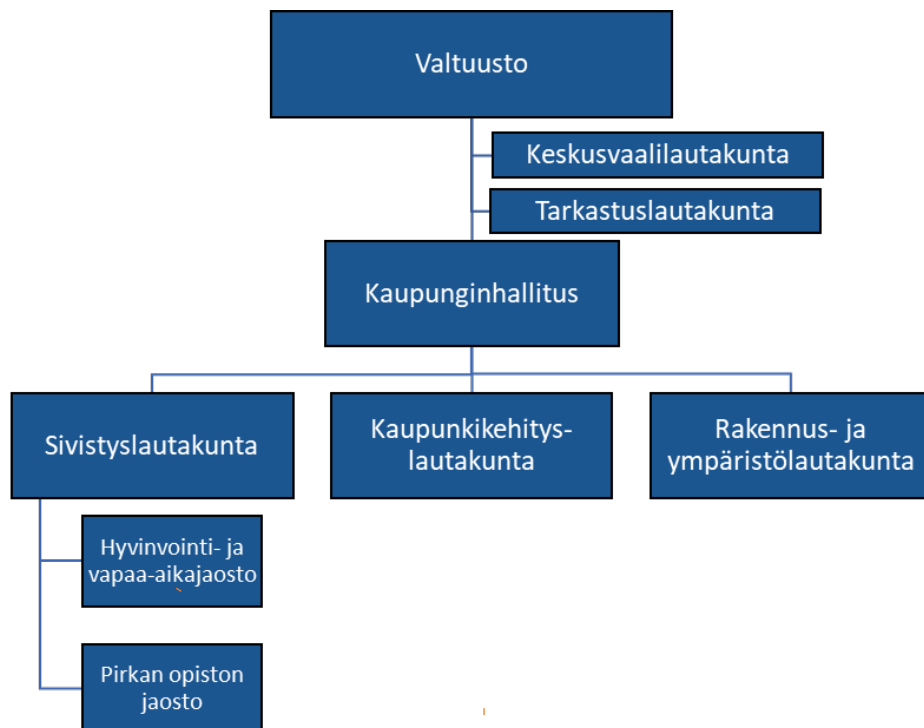 Valtuusto
Keskusvaalilautakunta
Tarkastuslautakunta
Kaupunginhallitus
Sivistyslautakunta
Kaupunkikehitys-
lautakunta
Rakennus- ja
ympäristölautakunta
Hyvinvointi- ja
vapaa-aikajaosto
Pirkan opiston
jaosto